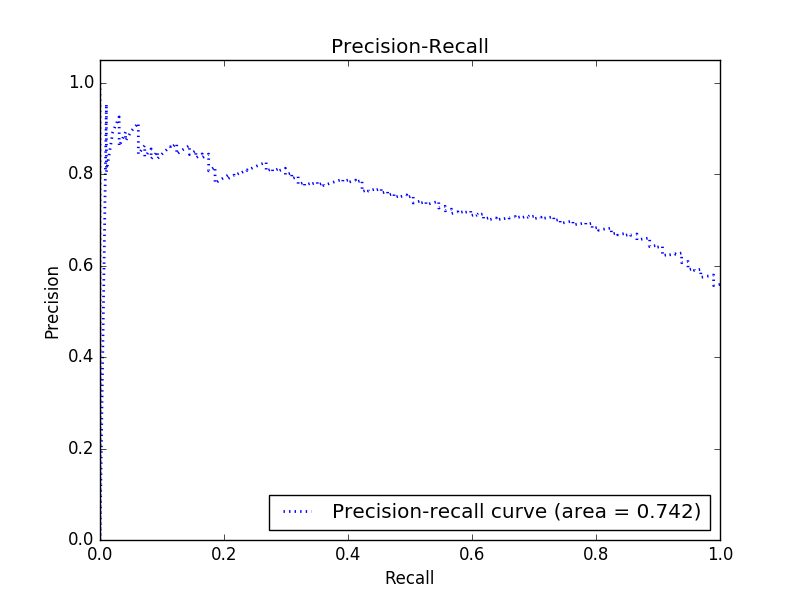 Precision-Recall
1.0
0.8
0.6
0.4
0.2
0.0
Precision
Precision-recall curve (area = 0.742)
0.0 0.2 0.4 0.6 0.8 1.0
Recall